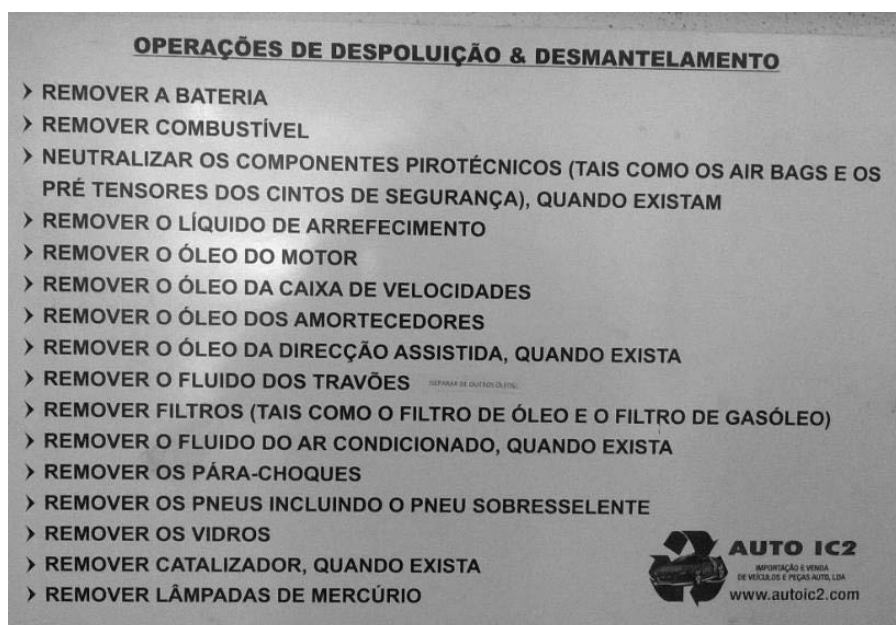 OPERAÇÕES DE DESPOLUIÇÃO & DESMANTELAMENTO
REMOVER A BATERIA
REMOVER COMBUSTÍVEL
NEUTRALIZAR OS COMPONENTES PIROTÉCNICOS (TAIS COMO OS AIR BAGS E OS
PRÉ TENSORES DOS CINTOS DE SEGURANÇA), QUANDO EXISTAM
REMOVER O LÍQUIDO DE ARREFECIMENTO
REMOVER O ÓLEO DO MOTOR
REMOVER O ÓLEO DA CAIXA DE VELOCIDADES
REMOVER O ÓLEO DOS AMORTECEDORES
REMOVER O ÓLEO DA DIRECÇÃO ASSISTIDA, QUANDO EXISTA
REMOVER O FLUIDO DOS TRAVÕES (SEPARAR DE OUTROS ÓLEOS)
REMOVER FILTROS (TAIS COMO O FILTRO DE ÓLEO E O FILTRO DE GASÓLEO)
REMOVER O FLUIDO DO AR CONDICIONADO, QUANDO EXISTA
REMOVER OS PÁRA-CHOQUES
REMOVER OS PNEUS INCLUINDO O PNEU SOBRESSELENTE
REMOVER OS VIDROS
REMOVER CATALIZADOR, QUANDO EXISTA
REMOVER LÂMPADAS DE MERCÚRIO
AUTO IC2
IMPORTAÇÃO E VENDA
DE VEÍCULOS E PEÇAS AUTO, LDA
www.autoic2.com